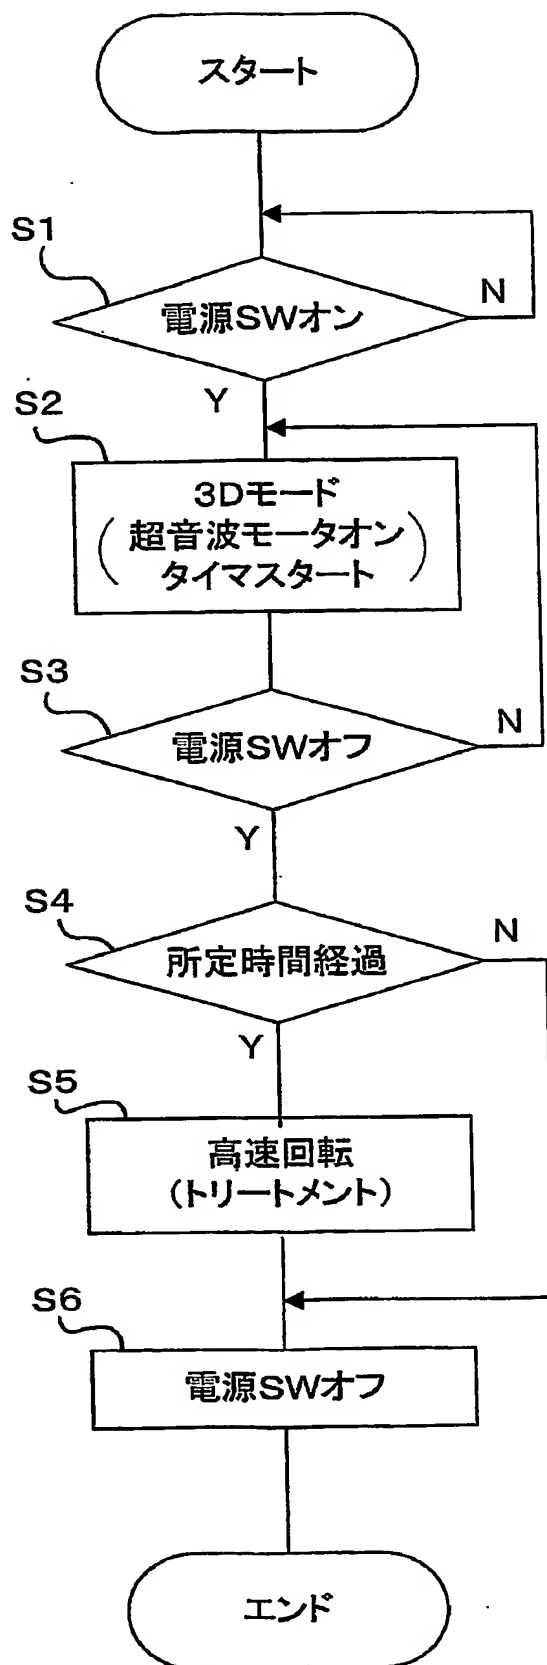 スタート
S1
電源SWオン
N
Y
S2
3Dモード
(超音波モータオン
タイマスタート)
S3
電源SWオフ
N
Y
S4
所定時間経過
N
Y
S5
高速回転
(トリートメント)
S6
電源SWオフ
エンド